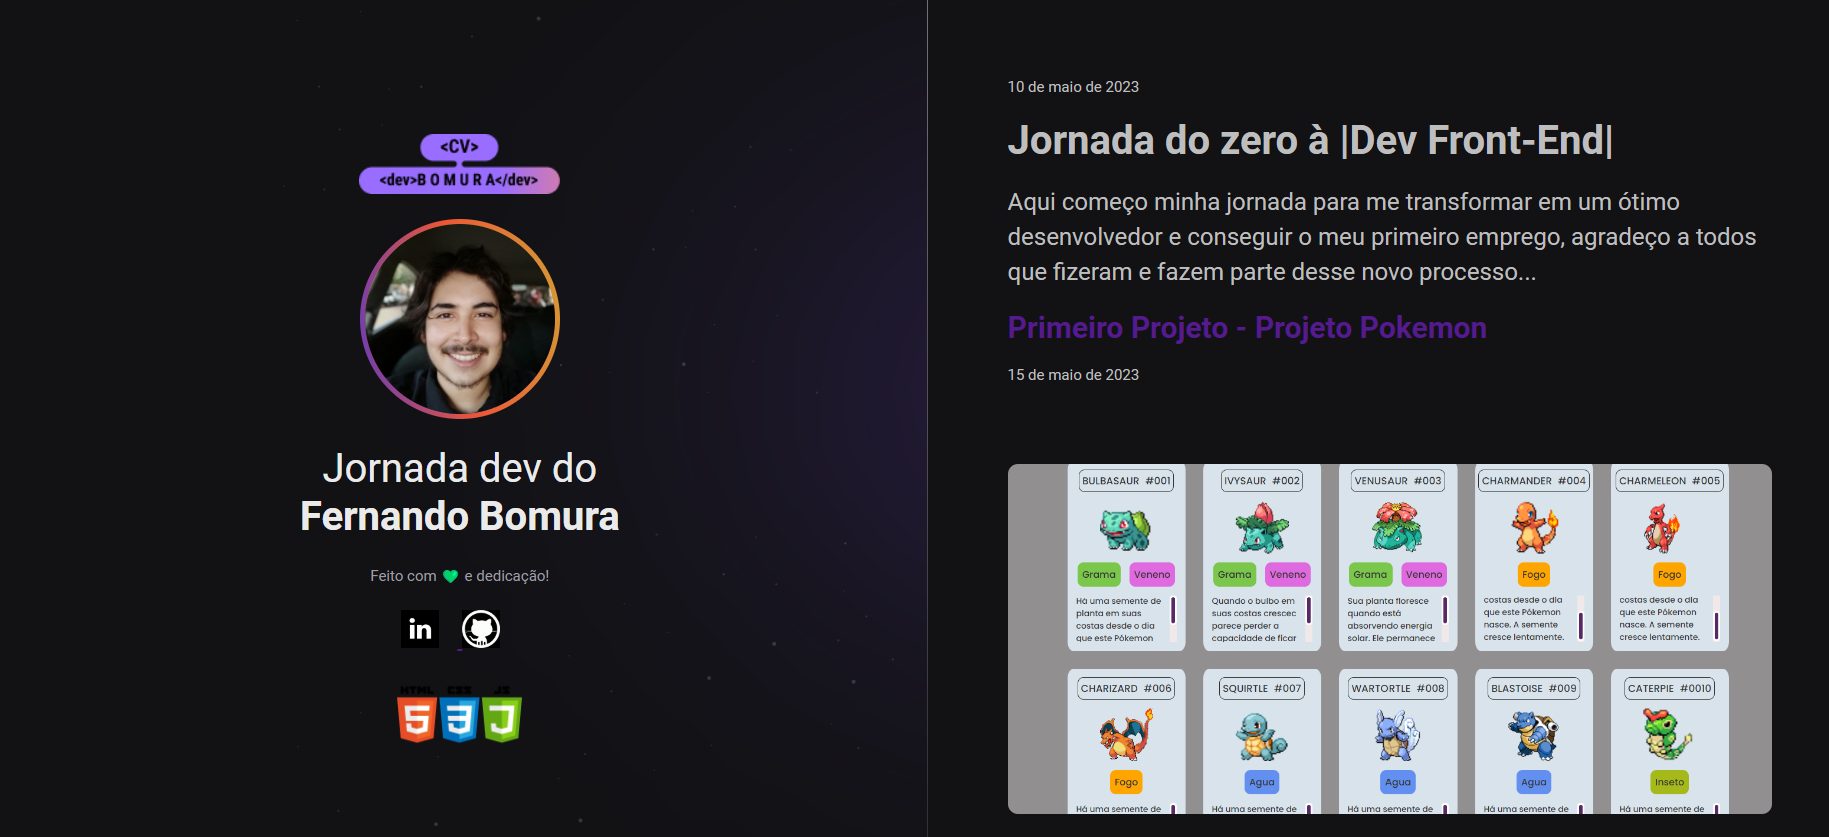 <CV>
<dev>B O M U R A</dev>
Jornada dev do
Fernando Bomura
Feito com 💚 e dedicação!
in
HTML CSS JS
5 3 J
10 de maio de 2023
Jornada do zero à |Dev Front-End|
Aqui começo minha jornada para me transformar em um ótimo
desenvolvedor e conseguir o meu primeiro emprego, agradeço a todos
que fizeram e fazem parte desse novo processo...
Primeiro Projeto - Projeto Pokemon
15 de maio de 2023
BULBASAUR #001
Grama Veneno
Há uma semente de
planta em suas
costas desde o dia
que este Pókemon
IVYSAUR #002
Grama Veneno
Quando o bulbo em
suas costas crescec
parece perder a
capacidade de ficar
VENUSAUR #003
Grama Veneno
Sua planta floresce
quando está
absorvendo energia
solar. Ele permanece
CHARMANDER #004
Fogo
costas desde o dia
que este Pókemon
nasce. A semente
cresce lentamente.
CHARMELEON #005
Fogo
costas desde o dia
que este Pókemon
nasce. A semente
cresce lentamente.
CHARIZARD #006
Fogo
Há uma semente de
SQUIRTLE #007
Agua
Há uma semente de
WARTORTLE #008
Agua
Há uma semente de
BLASTOISE #009
Agua
Há uma semente de
CATERPIE #0010
Inseto
Há uma semente de